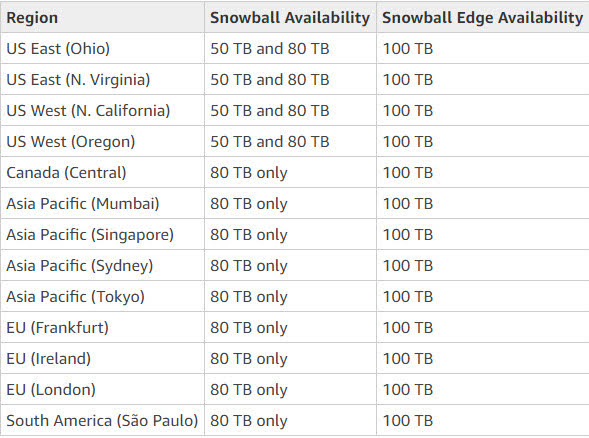 Region Snowball Availability Snowball Edge Availability
US East (Ohio) 50 TB and 80 TB 100 TB
US East (N. Virginia) 50 TB and 80 TB 100 TB
US West (N. California) 50 TB and 80 TB 100 TB
US West (Oregon) 50 TB and 80 TB 100 TB
Canada (Central) 80 TB only 100 TB
Asia Pacific (Mumbai) 80 TB only 100 TB
Asia Pacific (Singapore) 80 TB only 100 TB
Asia Pacific (Sydney) 80 TB only 100 TB
Asia Pacific (Tokyo) 80 TB only 100 TB
EU (Frankfurt) 80 TB only 100 TB
EU (Ireland) 80 TB only 100 TB
EU (London) 80 TB only 100 TB
South America (São Paulo) 80 TB only 100 TB